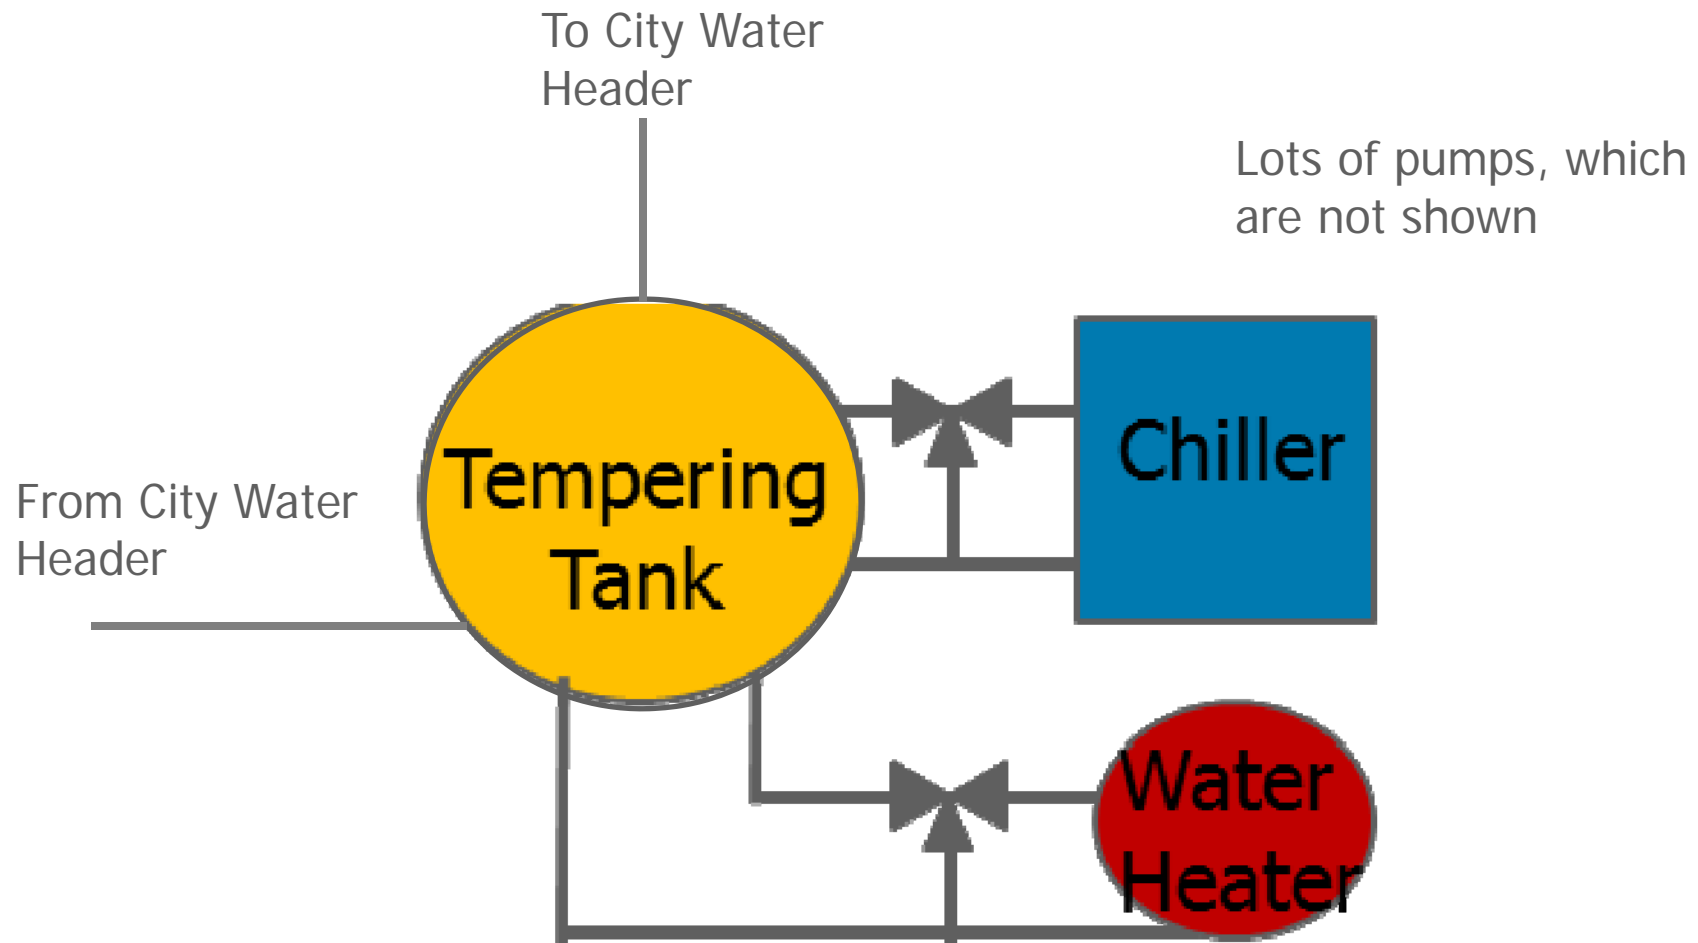 To City Water
Header
Lots of pumps, which
are not shown
Chiller
Tempering
Tank
From City Water
Header
Water
Heater